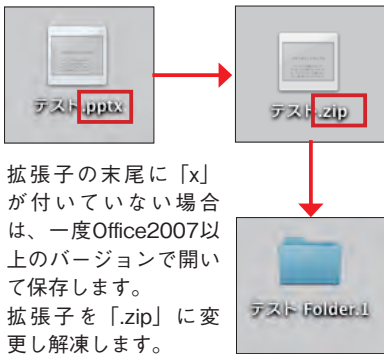 テスト.pptx
テスト.zip
拡張子の末尾に「x」
が付いていない場合
は、一度Office2007以
上のバージョンで開い
て保存します。
拡張子を「.zip」に変
更し解凍します。
テスト Folder.1